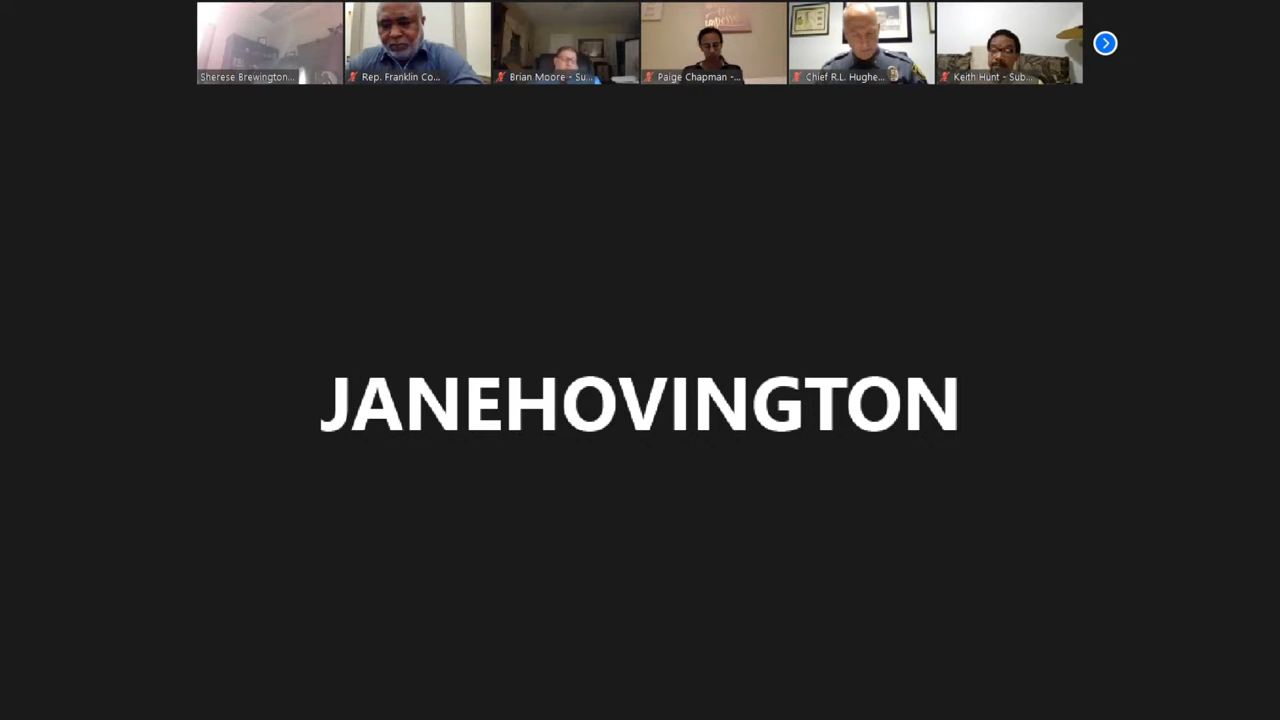 Sherese Brewington...
Rep. Franklin Co...
Brian Moore - Su...
Paige Chapman -...
Chief R.L. Hughe...
Keith Hunt - Sub...
JANEHOVINGTON